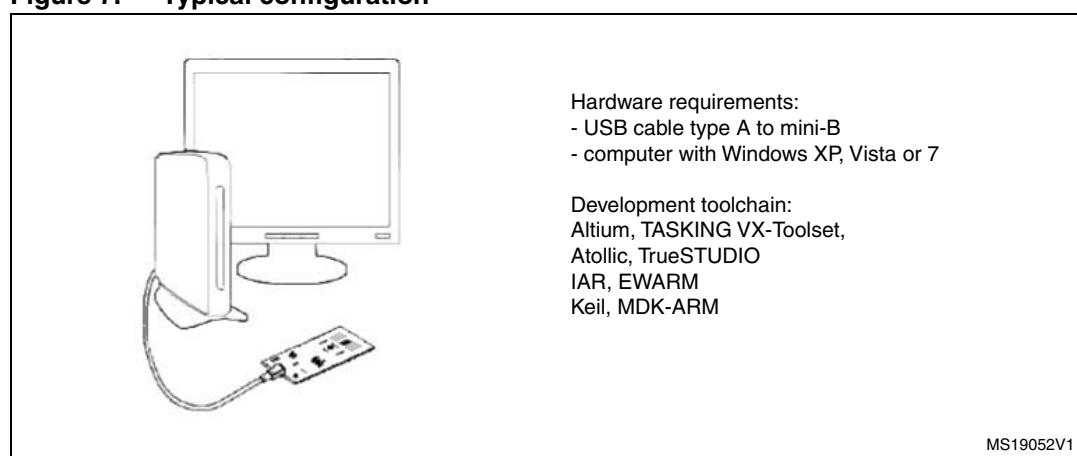 Figure 7. Typical configuration
Hardware requirements:
- USB cable type A to mini-B
- computer with Windows XP, Vista or 7
Development toolchain:
Altium, TASKING VX-Toolset,
Atollic, TrueSTUDIO
IAR, EWARM
Keil, MDK-ARM
MS19052V1